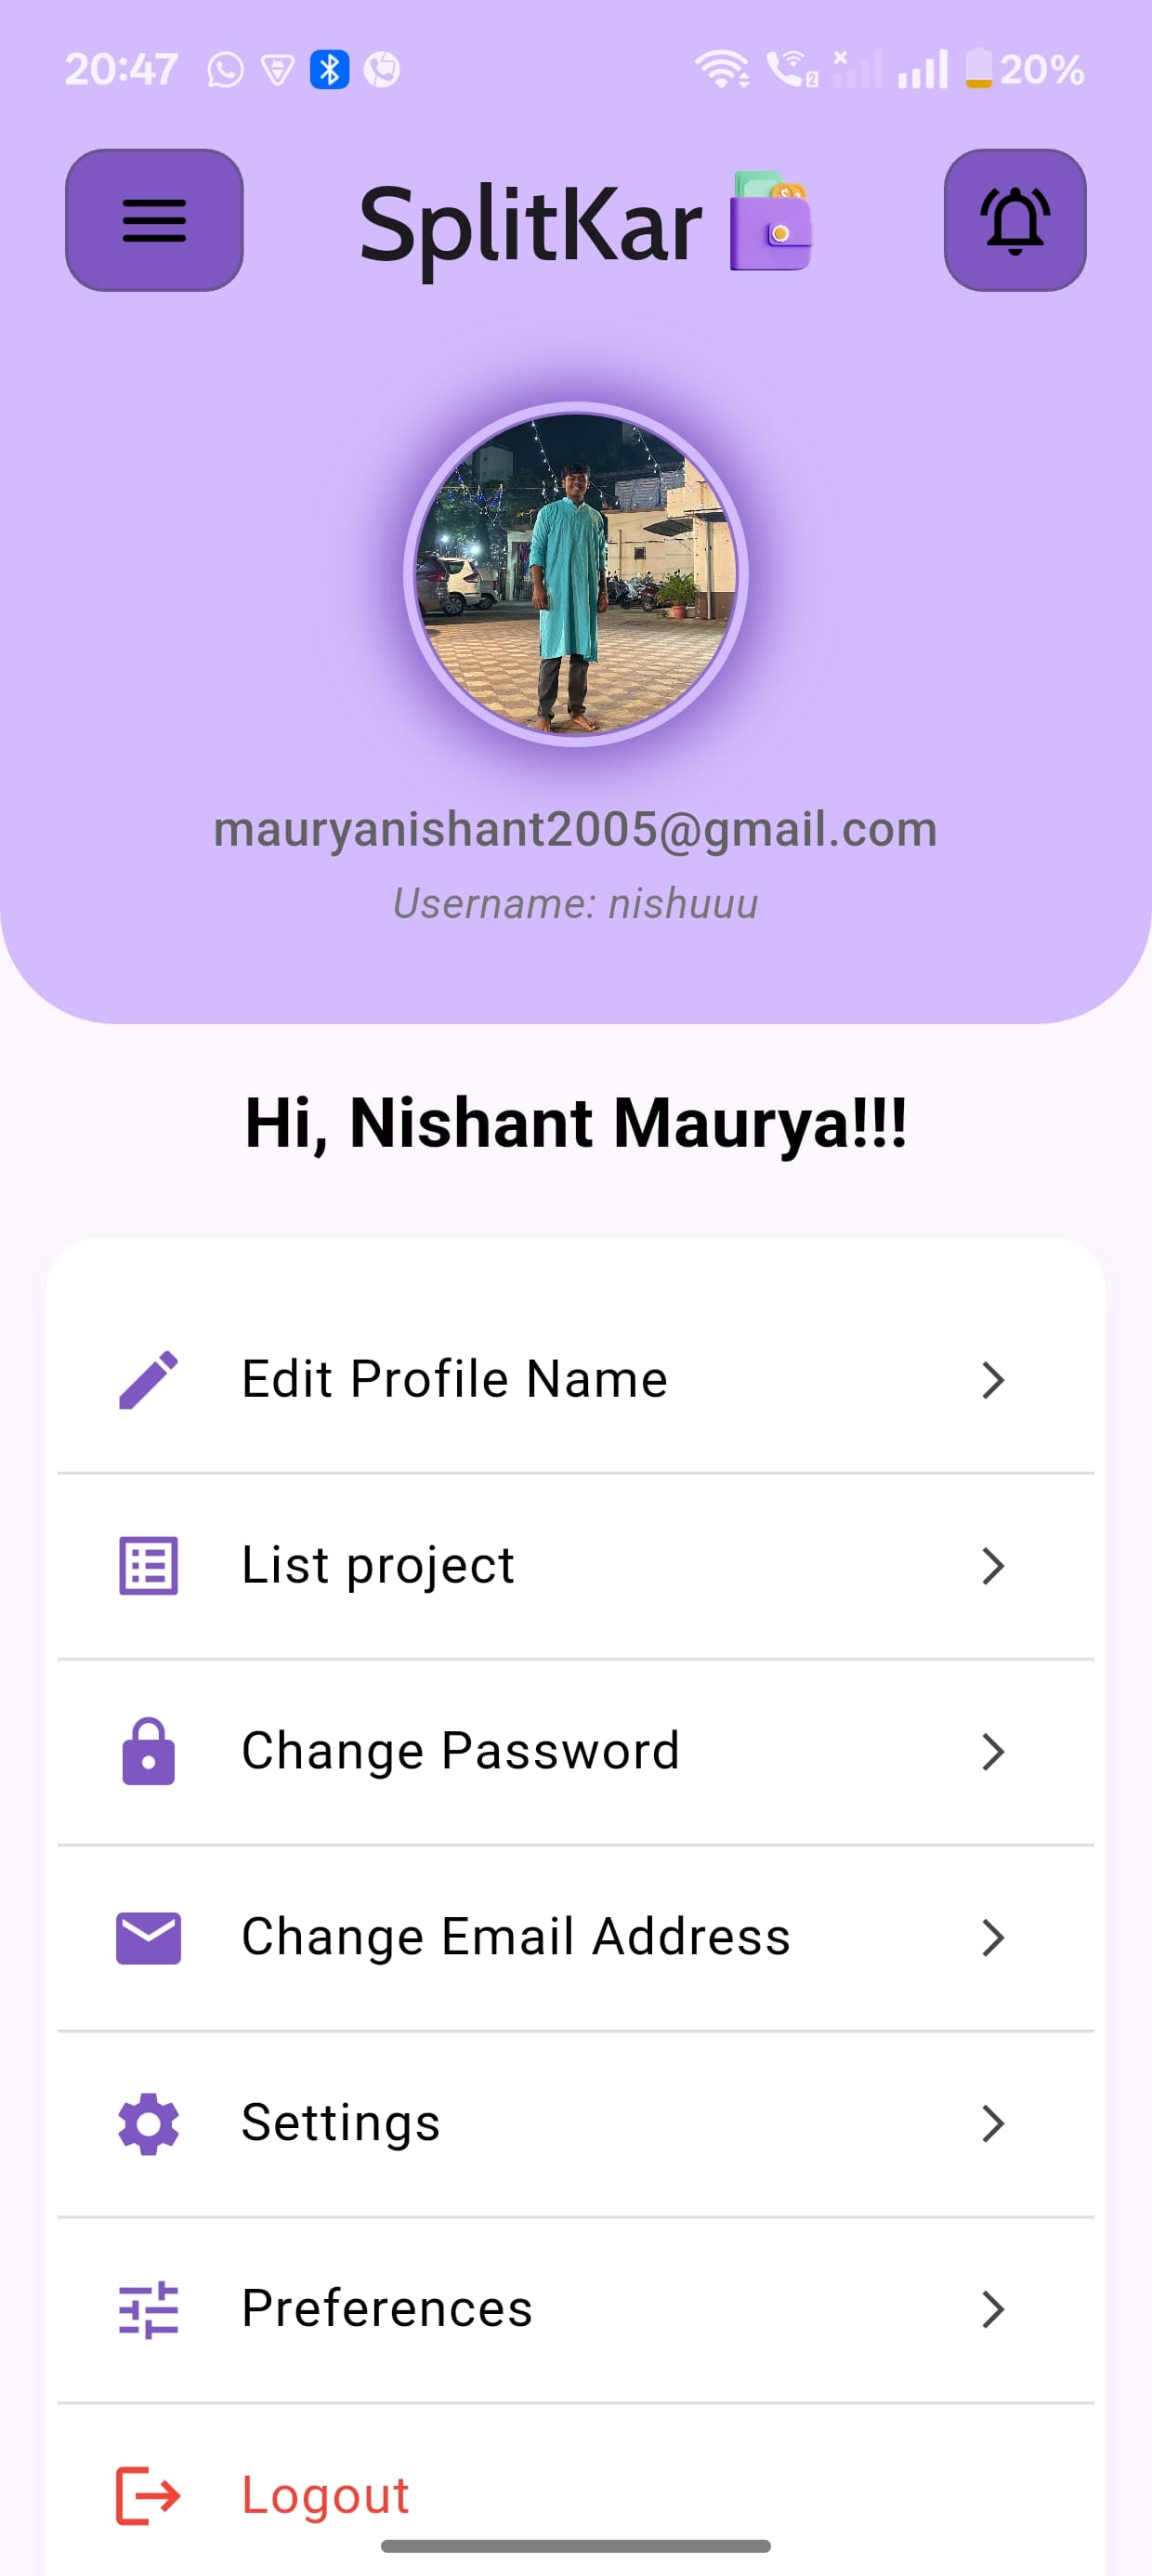 20:47
20%
SplitKar
mauryanishant2005@gmail.com
Username: nishuuu
Hi, Nishant Maurya!!!
Edit Profile Name
List project
Change Password
Change Email Address
Settings
Preferences
Logout